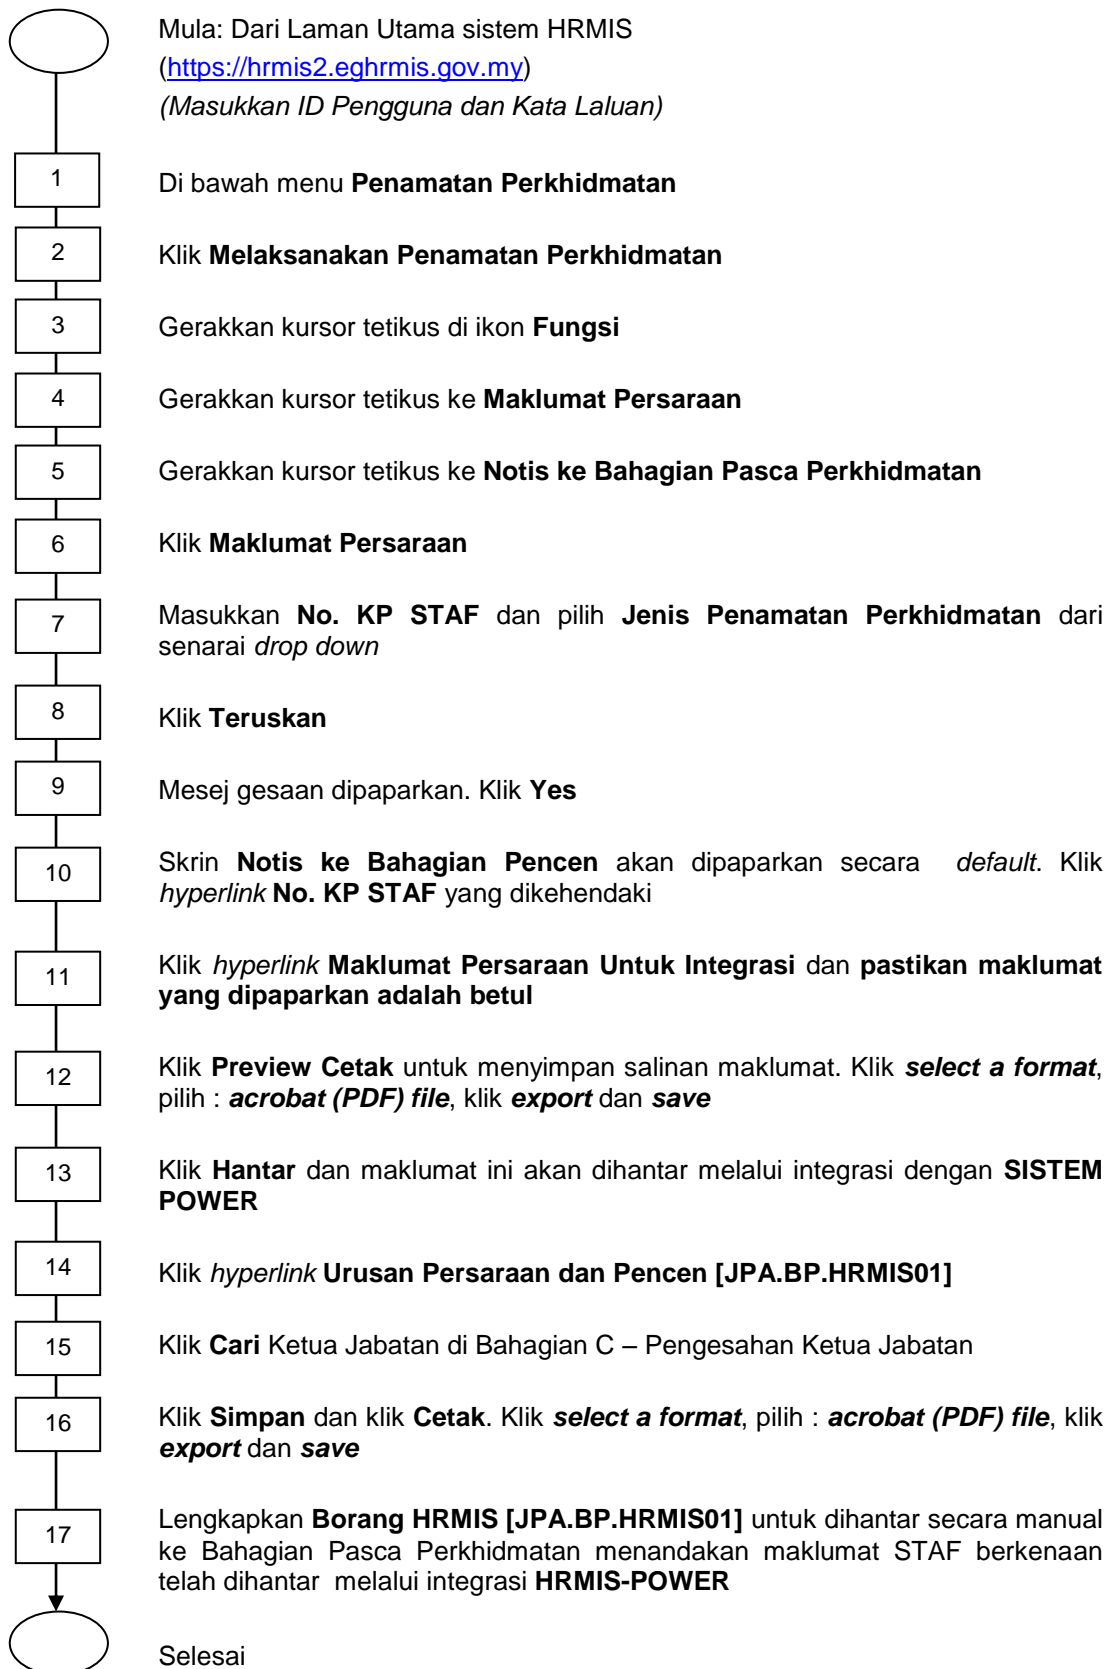 Mula: Dari Laman Utama sistem HRMIS
(https://hrmis2.eghrmis.gov.my)
(Masukkan ID Pengguna dan Kata Laluan)
1
Di bawah menu Penamatan Perkhidmatan
2
Klik Melaksanakan Penamatan Perkhidmatan
3
Gerakkan kursor tetikus di ikon Fungsi
4
Gerakkan kursor tetikus ke Maklumat Persaraan
5
Gerakkan kursor tetikus ke Notis ke Bahagian Pasca Perkhidmatan
6
Klik Maklumat Persaraan
7
Masukkan No. KP STAF dan pilih Jenis Penamatan Perkhidmatan dari
senarai drop down
8
Klik Teruskan
9
Mesej gesaan dipaparkan. Klik Yes
10
Skrin Notis ke Bahagian Pencen akan dipaparkan secara default. Klik
hyperlink No. KP STAF yang dikehendaki
11
Klik hyperlink Maklumat Persaraan Untuk Integrasi dan pastikan maklumat
yang dipaparkan adalah betul
12
Klik Preview Cetak untuk menyimpan salinan maklumat. Klik select a format,
pilih : acrobat (PDF) file, klik export dan save
13
Klik Hantar dan maklumat ini akan dihantar melalui integrasi dengan SISTEM
POWER
14
Klik hyperlink Urusan Persaraan dan Pencen [JPA.BP.HRMIS01]
15
Klik Cari Ketua Jabatan di Bahagian C – Pengesahan Ketua Jabatan
16
Klik Simpan dan klik Cetak. Klik select a format, pilih : acrobat (PDF) file, klik
export dan save
17
Lengkapkan Borang HRMIS [JPA.BP.HRMIS01] untuk dihantar secara manual
ke Bahagian Pasca Perkhidmatan menandakan maklumat STAF berkenaan
telah dihantar melalui integrasi HRMIS-POWER
Selesai